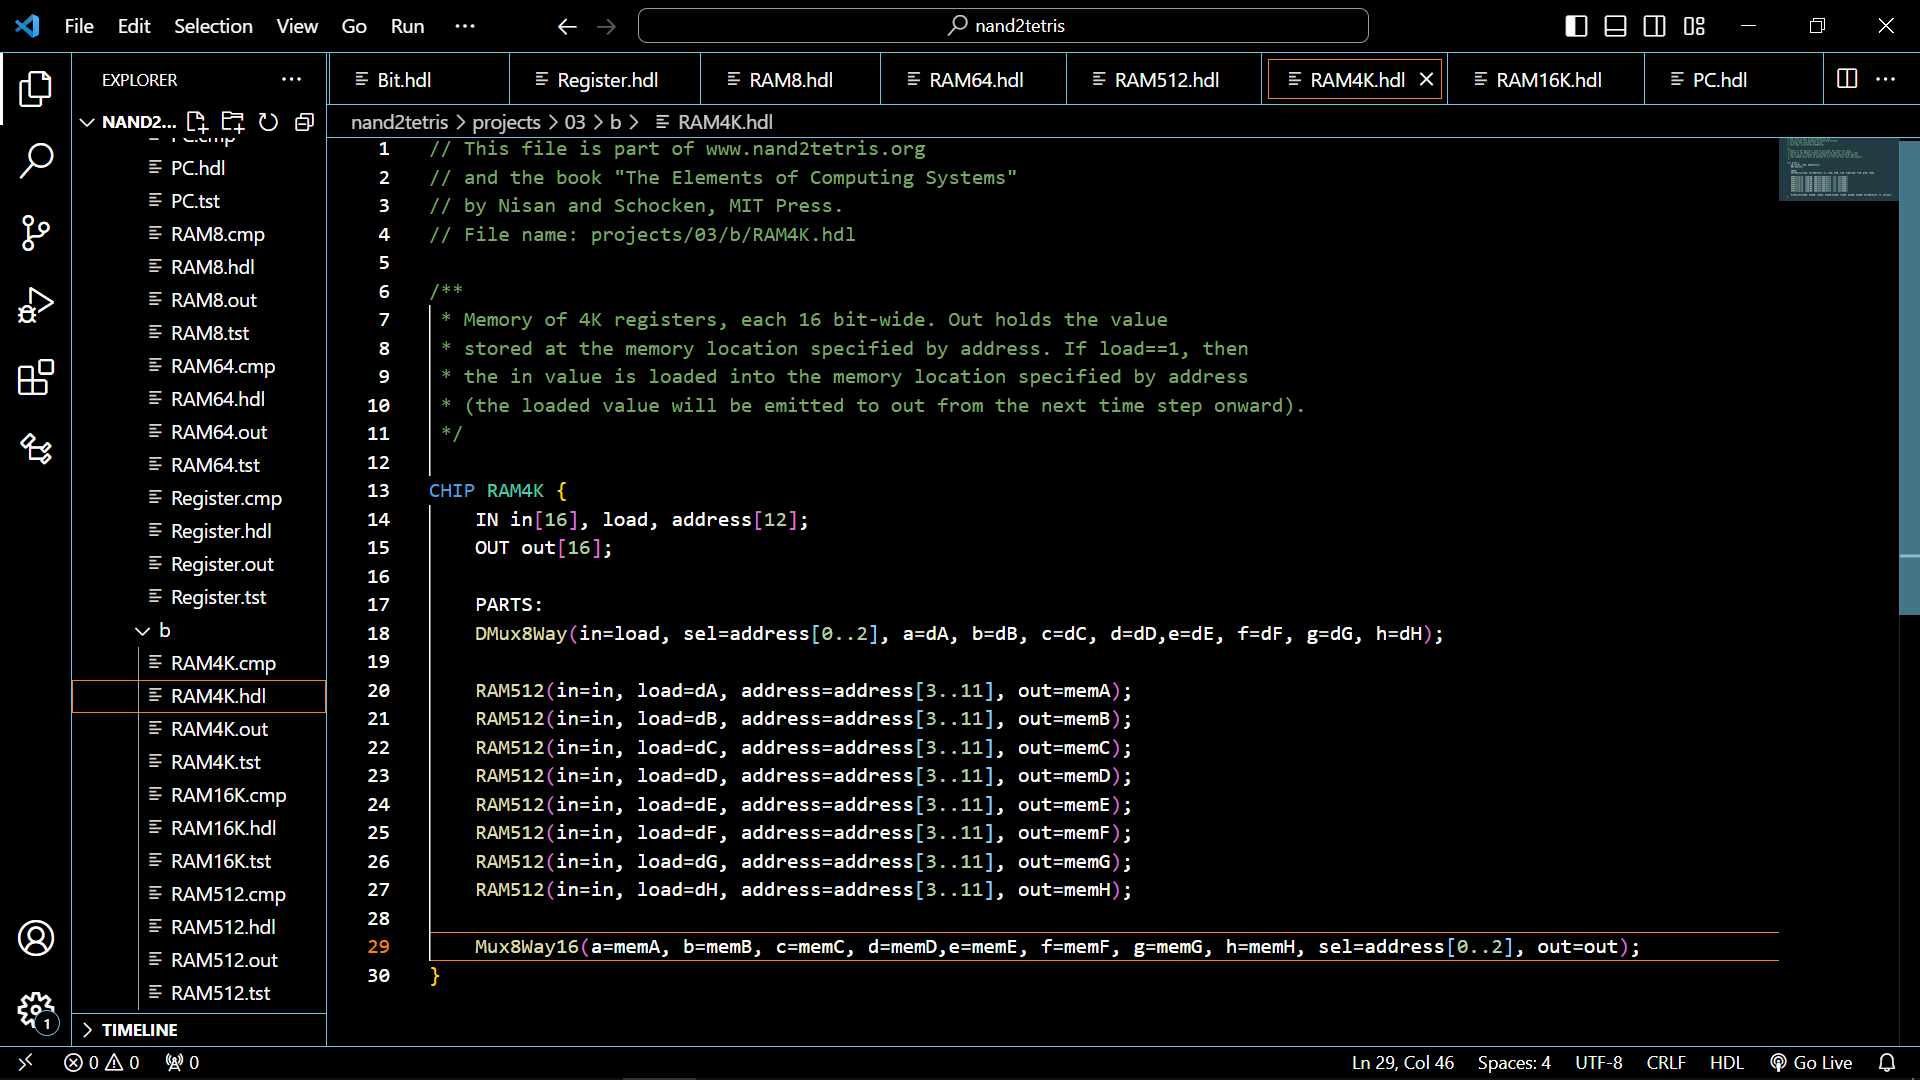 File Edit Selection View Go Run ···
nand2tetris
EXPLORER ···
NAND2...
PC.cmp
PC.hdl
PC.tst
RAM8.cmp
RAM8.hdl
RAM8.out
RAM8.tst
RAM64.cmp
RAM64.hdl
RAM64.out
RAM64.tst
Register.cmp
Register.hdl
Register.out
Register.tst
b
RAM4K.cmp
RAM4K.hdl
RAM4K.out
RAM4K.tst
RAM16K.cmp
RAM16K.hdl
RAM16K.tst
RAM512.cmp
RAM512.hdl
RAM512.out
RAM512.tst
TIMELINE
1
Bit.hdl Register.hdl RAM8.hdl RAM64.hdl RAM512.hdl RAM4K.hdl RAM16K.hdl PC.hdl ···
nand2tetris > projects > 03 > b > RAM4K.hdl
1 // This file is part of www.nand2tetris.org
2 // and the book "The Elements of Computing Systems"
3 // by Nisan and Schocken, MIT Press.
4 // File name: projects/03/b/RAM4K.hdl
5
6 /**
7 * Memory of 4K registers, each 16 bit-wide. Out holds the value
8 * stored at the memory location specified by address. If load==1, then
9 * the in value is loaded into the memory location specified by address
10 * (the loaded value will be emitted to out from the next time step onward).
11 */
12
13 CHIP RAM4K {
14 IN in[16], load, address[12];
15 OUT out[16];
16
17 PARTS:
18 DMux8Way(in=load, sel=address[0..2], a=dA, b=dB, c=dC, d=dD,e=dE, f=dF, g=dG, h=dH);
19
20 RAM512(in=in, load=dA, address=address[3..11], out=memA);
21 RAM512(in=in, load=dB, address=address[3..11], out=memB);
22 RAM512(in=in, load=dC, address=address[3..11], out=memC);
23 RAM512(in=in, load=dD, address=address[3..11], out=memD);
24 RAM512(in=in, load=dE, address=address[3..11], out=memE);
25 RAM512(in=in, load=dF, address=address[3..11], out=memF);
26 RAM512(in=in, load=dG, address=address[3..11], out=memG);
27 RAM512(in=in, load=dH, address=address[3..11], out=memH);
28
29 Mux8Way16(a=memA, b=memB, c=memC, d=memD,e=memE, f=memF, g=memG, h=memH, sel=address[0..2], out=out);
30 }
0 0 0 Ln 29, Col 46 Spaces: 4 UTF-8 CRLF HDL Go Live